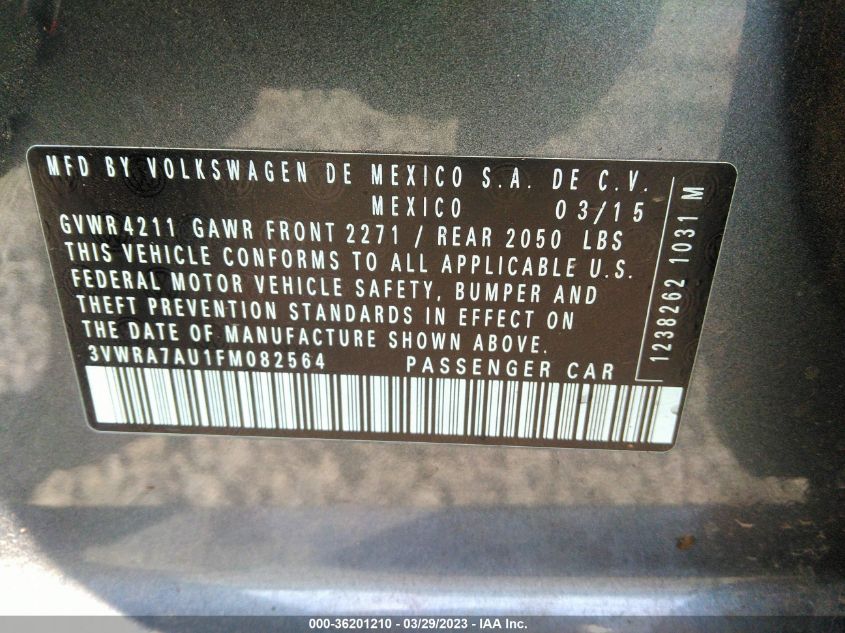 MFD BY VOLKSWAGEN DE MEXICO S.A. DE C.V.
MEXICO 03/15
GVWR 4211 GAWR FRONT 2271 / REAR 2050 LBS
THIS VEHICLE CONFORMS TO ALL APPLICABLE U.S.
FEDERAL MOTOR VEHICLE SAFETY, BUMPER AND
THEFT PREVENTION STANDARDS IN EFFECT ON
THE DATE OF MANUFACTURE SHOWN ABOVE.
3VWRA7AU1FM082564 PASSENGER CAR
1238262 1031 M
000-36201210 - 03/29/2023 - IAA Inc.